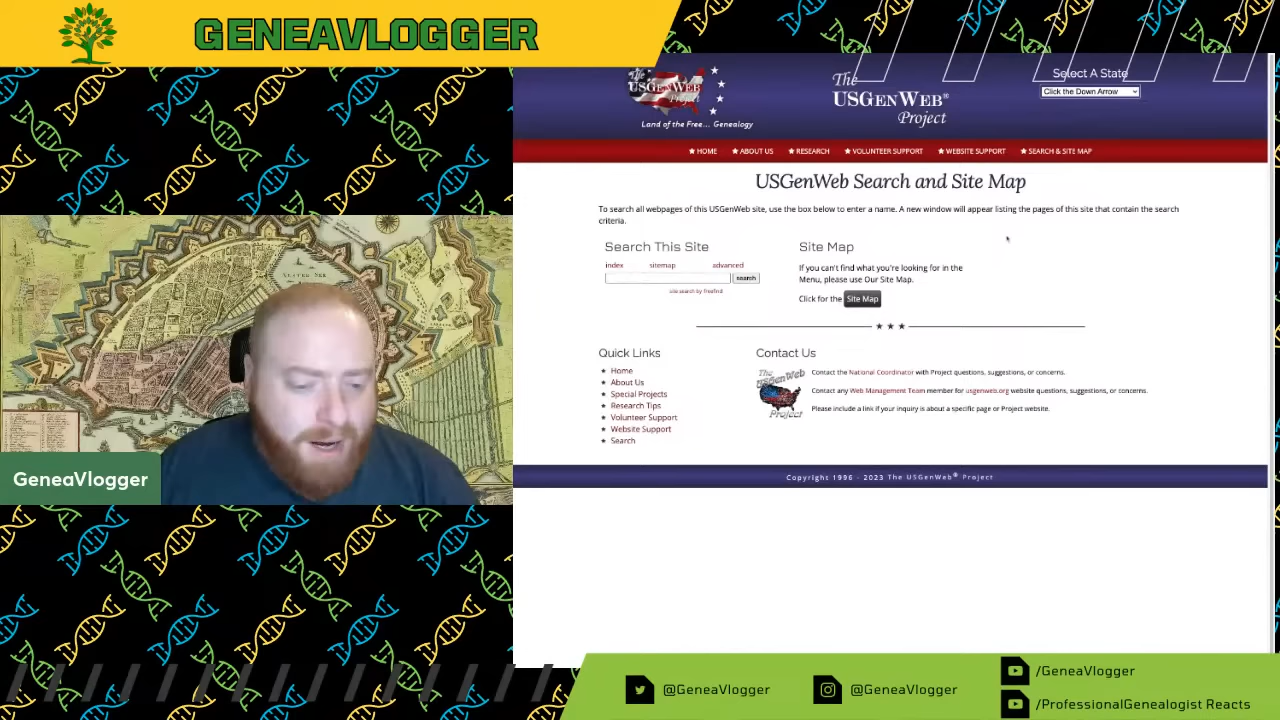 GENEAVLOGGER
The USGenWeb Project
Land of the Free... Genealogy
The
USGENWEB®
Project
Select A State
Click the Down Arrow
★ HOME ★ ABOUT US ★ RESEARCH ★ VOLUNTEER SUPPORT ★ WEBSITE SUPPORT ★ SEARCH & SITE MAP
USGenWeb Search and Site Map
To search all webpages of this USGenWeb site, use the box below to enter a name. A new window will appear listing the pages of this site that contain the search
criteria.
Search This Site
index sitemap advanced
search
site search by freefind
Site Map
If you can't find what you're looking for in the
Menu, please use Our Site Map.
Click for the Site Map
★ ★ ★
Quick Links
★ Home
★ About Us
★ Special Projects
★ Research Tips
★ Volunteer Support
★ Website Support
★ Search
Contact Us
The
USGenWeb
Project
Contact the National Coordinator with Project questions, suggestions, or concerns.
Contact any Web Management Team member for usgenweb.org website questions, suggestions, or concerns.
Please include a link if your inquiry is about a specific page or Project website.
Copyright 1996 - 2023 The USGenWeb® Project
GeneaVlogger
@GeneaVlogger
@GeneaVlogger
/GeneaVlogger
/ProfessionalGenealogist Reacts